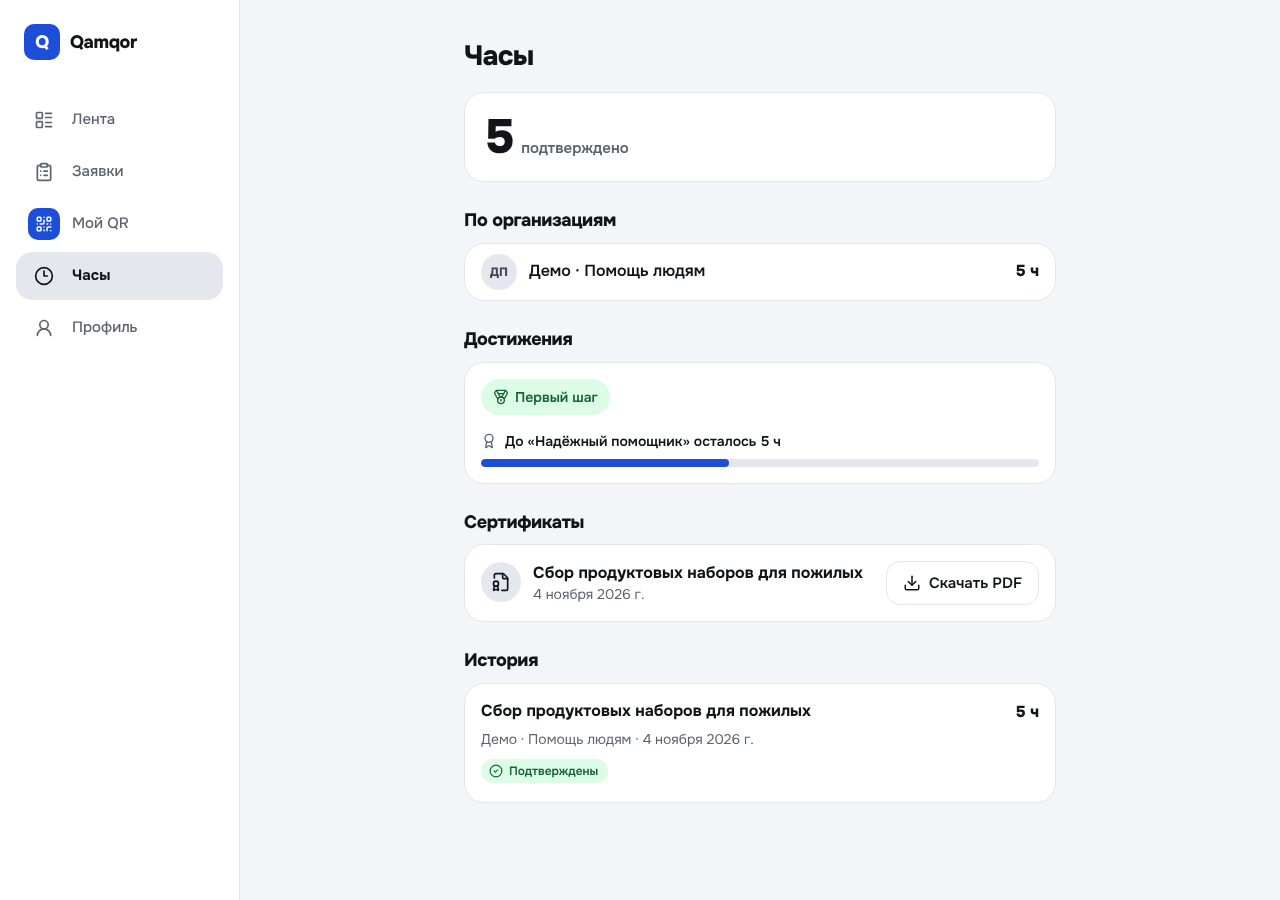 Q Qamqor
Лента
Заявки
Мой QR
Часы
Профиль
Часы
5 подтверждено
По организациям
ДП Демо · Помощь людям 5 ч
Достижения
Первый шаг
До «Надёжный помощник» осталось 5 ч
Сертификаты
Сбор продуктовых наборов для пожилых
4 ноября 2026 г.
Скачать PDF
История
Сбор продуктовых наборов для пожилых 5 ч
Демо · Помощь людям · 4 ноября 2026 г.
Подтверждены